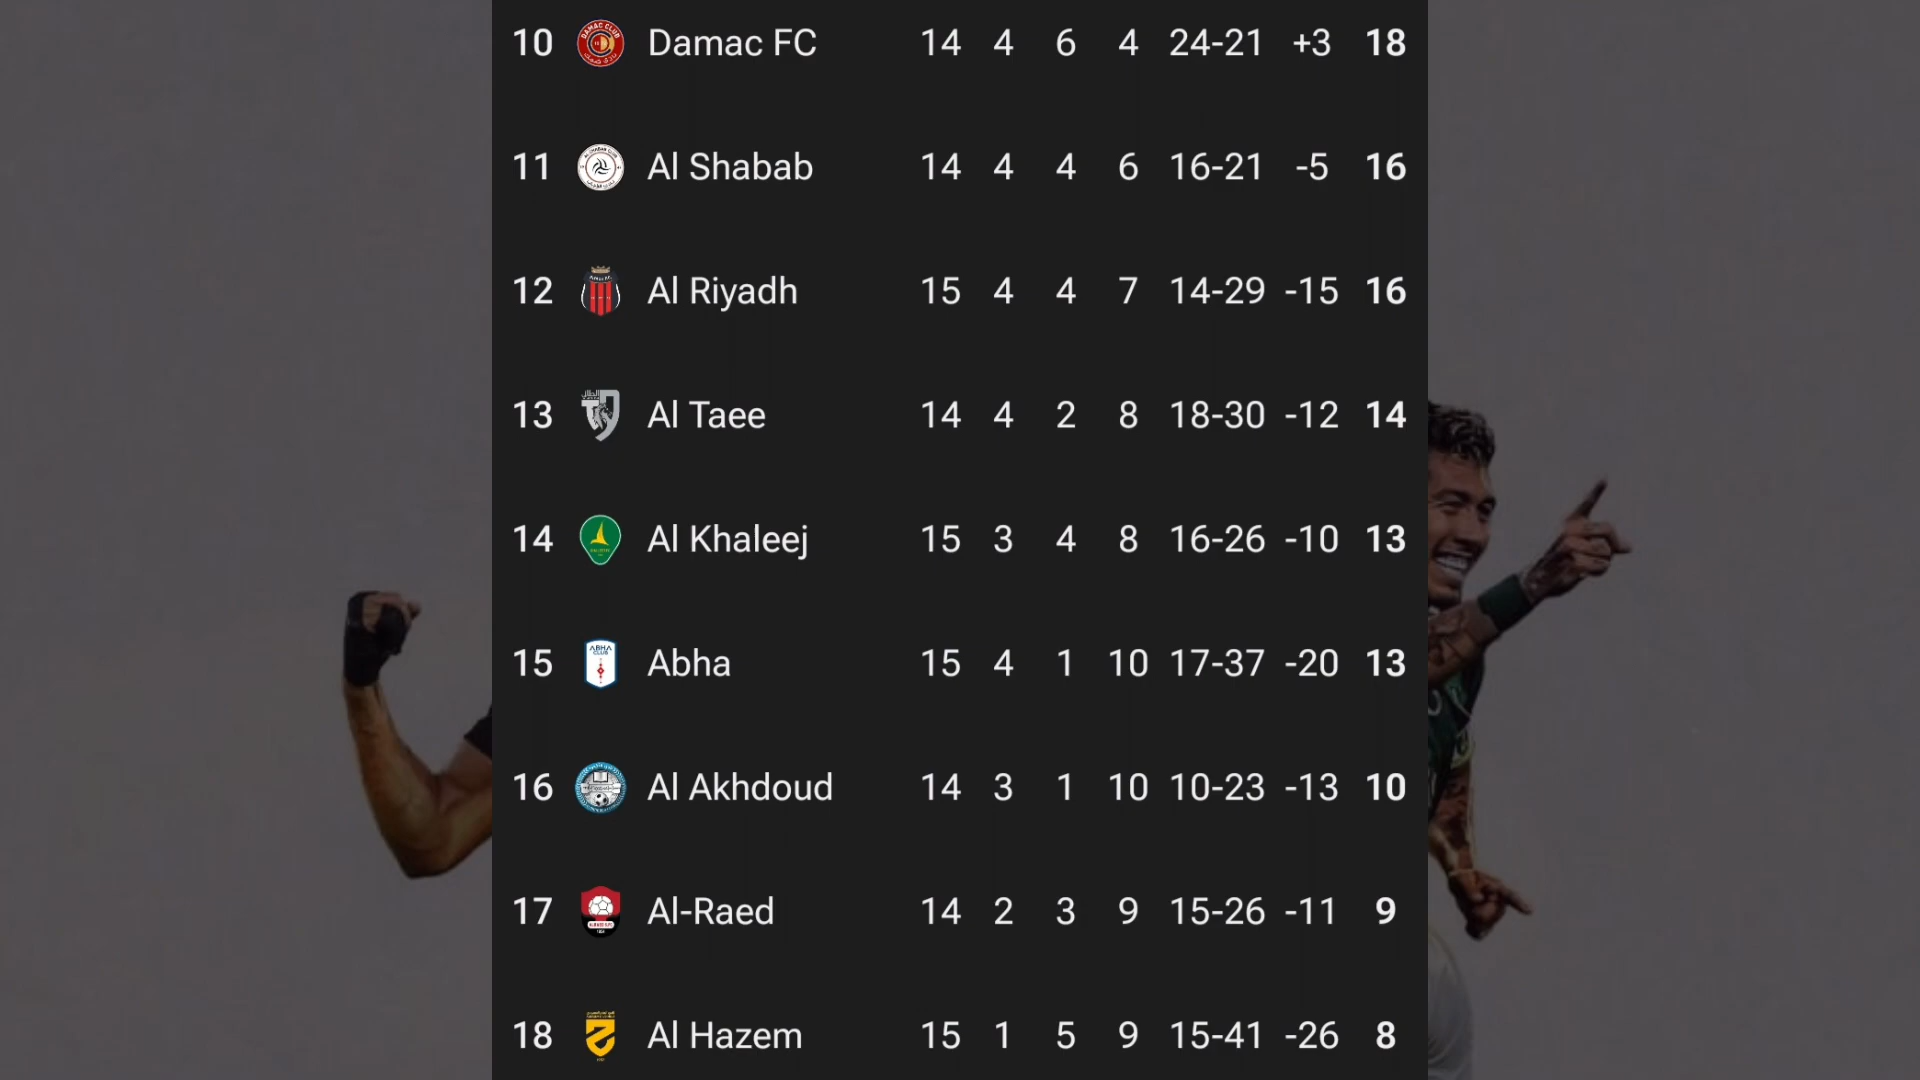 10 Damac FC 14 4 6 4 24-21 +3 18
11 Al Shabab 14 4 4 6 16-21 -5 16
12 Al Riyadh 15 4 4 7 14-29 -15 16
13 Al Taee 14 4 2 8 18-30 -12 14
14 Al Khaleej 15 3 4 8 16-26 -10 13
15 ABHA CLUB Abha 15 4 1 10 17-37 -20 13
16 Al Akhdoud 14 3 1 10 10-23 -13 10
17 Al-Raed 14 2 3 9 15-26 -11 9
18 Al Hazem 15 1 5 9 15-41 -26 8